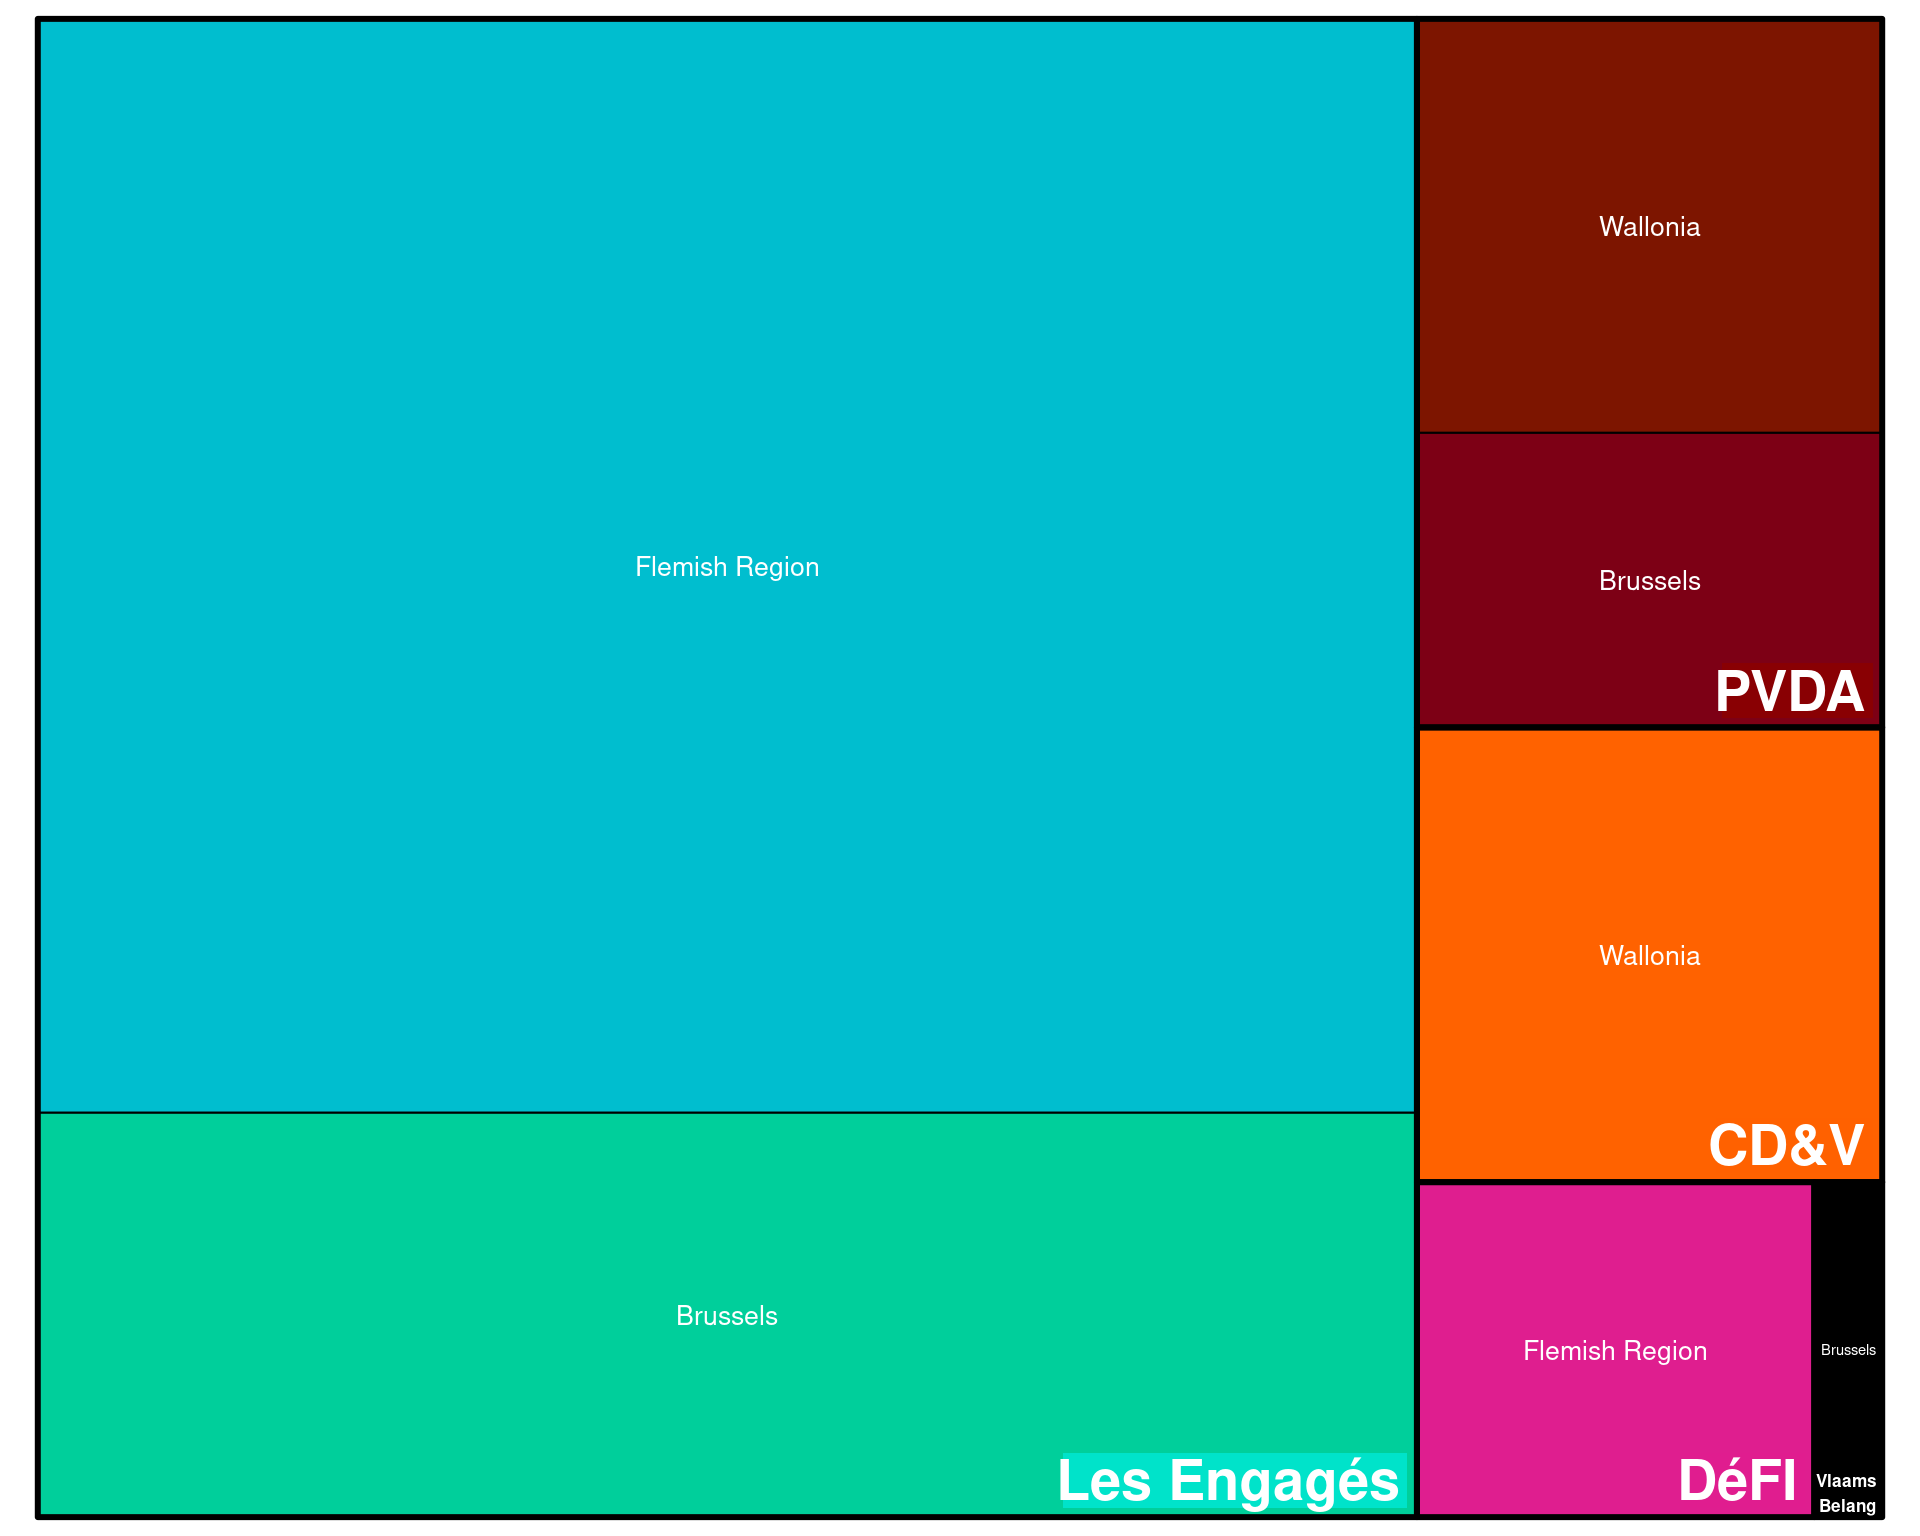 Flemish Region
Brussels
Les Engagés
Wallonia
Brussels
PVDA
Wallonia
CD&V
Flemish Region
DéFI
Brussels
Vlaams
Belang